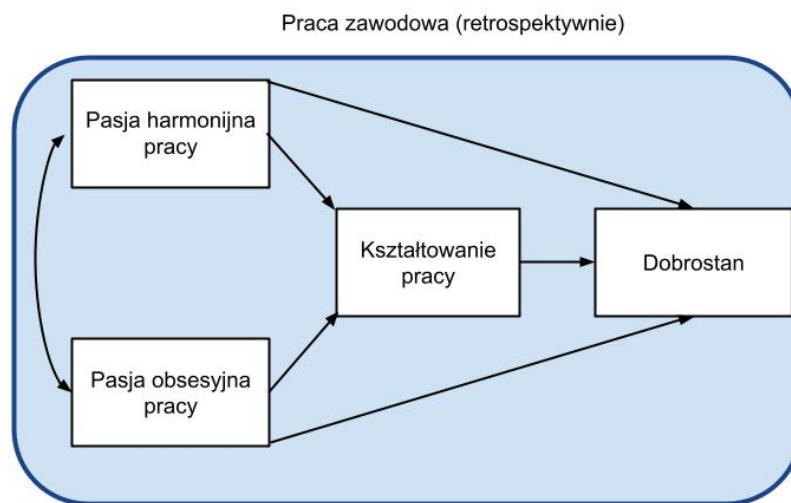 Praca zawodowa (retrospektywnie)
Pasja harmonijna
pracy
Kształtowanie
pracy
Dobrostan
Pasja obsesyjna
pracy